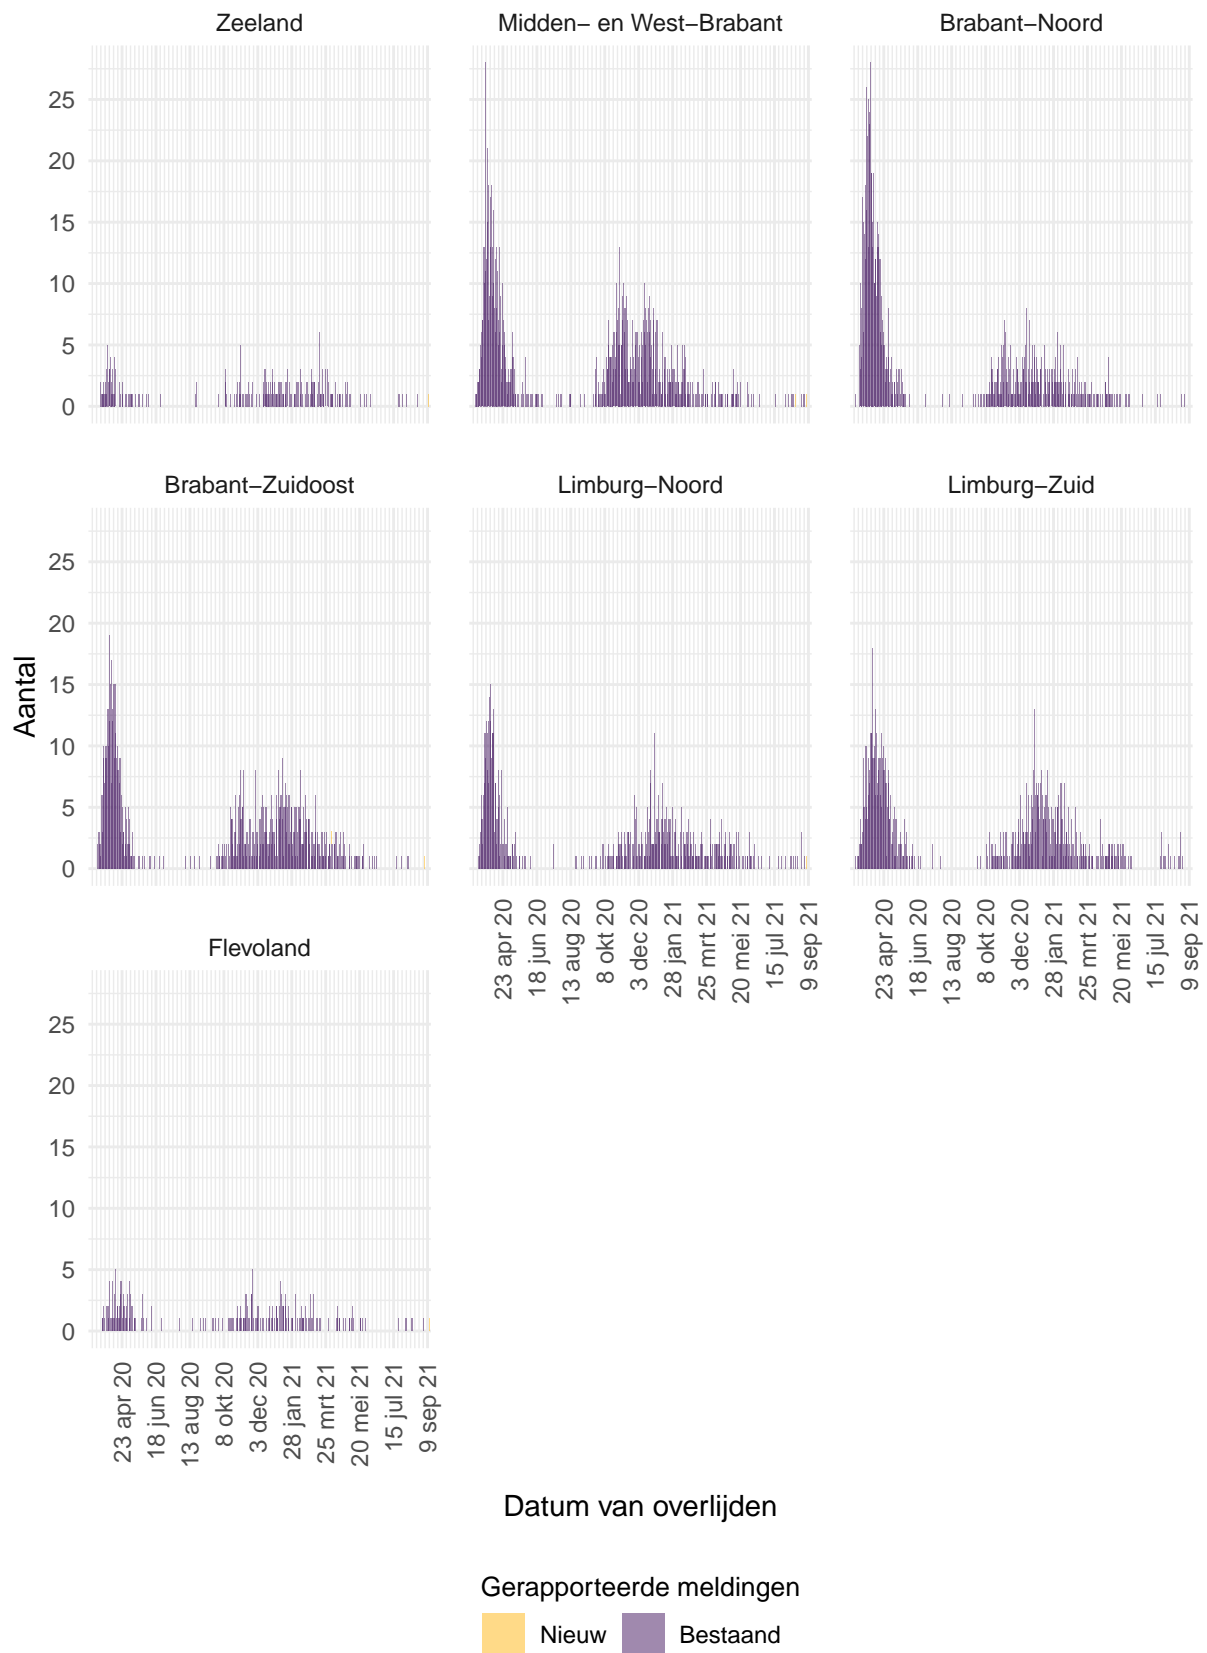 Zeeland
Midden− en West−Brabant
Brabant−Noord
25
20
15
10
5
0
Brabant−Zuidoost
Limburg−Noord
Limburg−Zuid
25
20
15
10
5
0
Aantal
23 apr 20
18 jun 20
13 aug 20
8 okt 20
3 dec 20
28 jan 21
25 mrt 21
20 mei 21
15 jul 21
9 sep 21
23 apr 20
18 jun 20
13 aug 20
8 okt 20
3 dec 20
28 jan 21
25 mrt 21
20 mei 21
15 jul 21
9 sep 21
Flevoland
25
20
15
10
5
0
23 apr 20
18 jun 20
13 aug 20
8 okt 20
3 dec 20
28 jan 21
25 mrt 21
20 mei 21
15 jul 21
9 sep 21
Datum van overlijden
Gerapporteerde meldingen
Nieuw
Bestaand